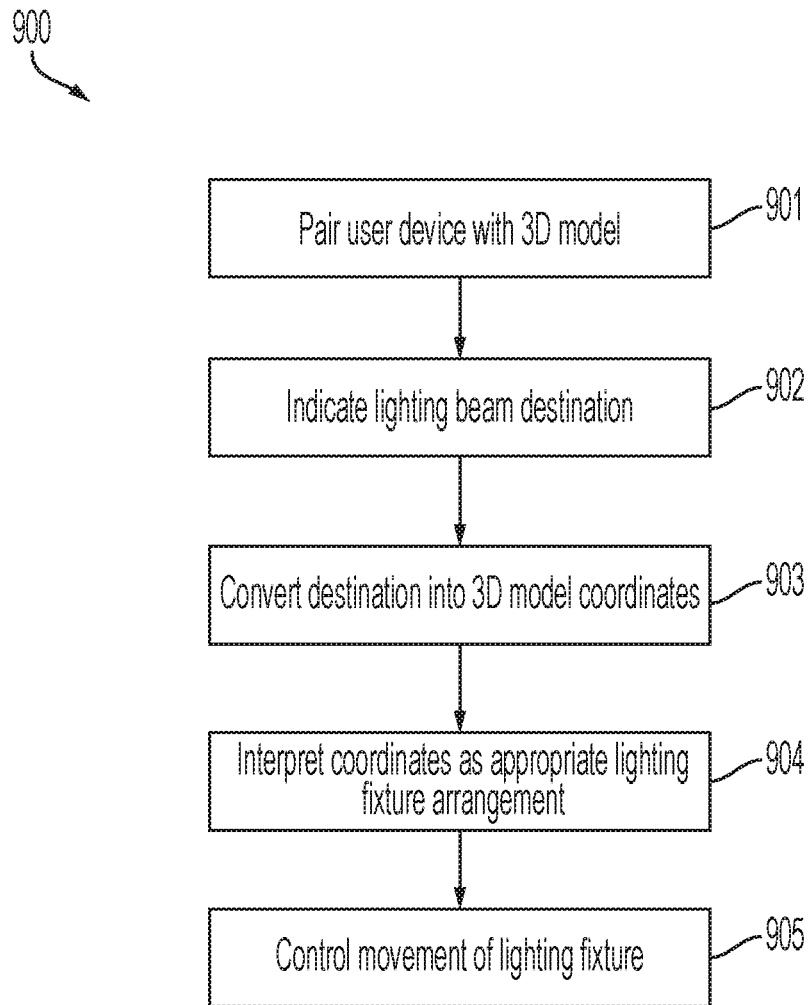 900
Pair user device with 3D model
901
Indicate lighting beam destination
902
Convert destination into 3D model coordinates
903
Interpret coordinates as appropriate lighting
fixture arrangement
904
Control movement of lighting fixture
905